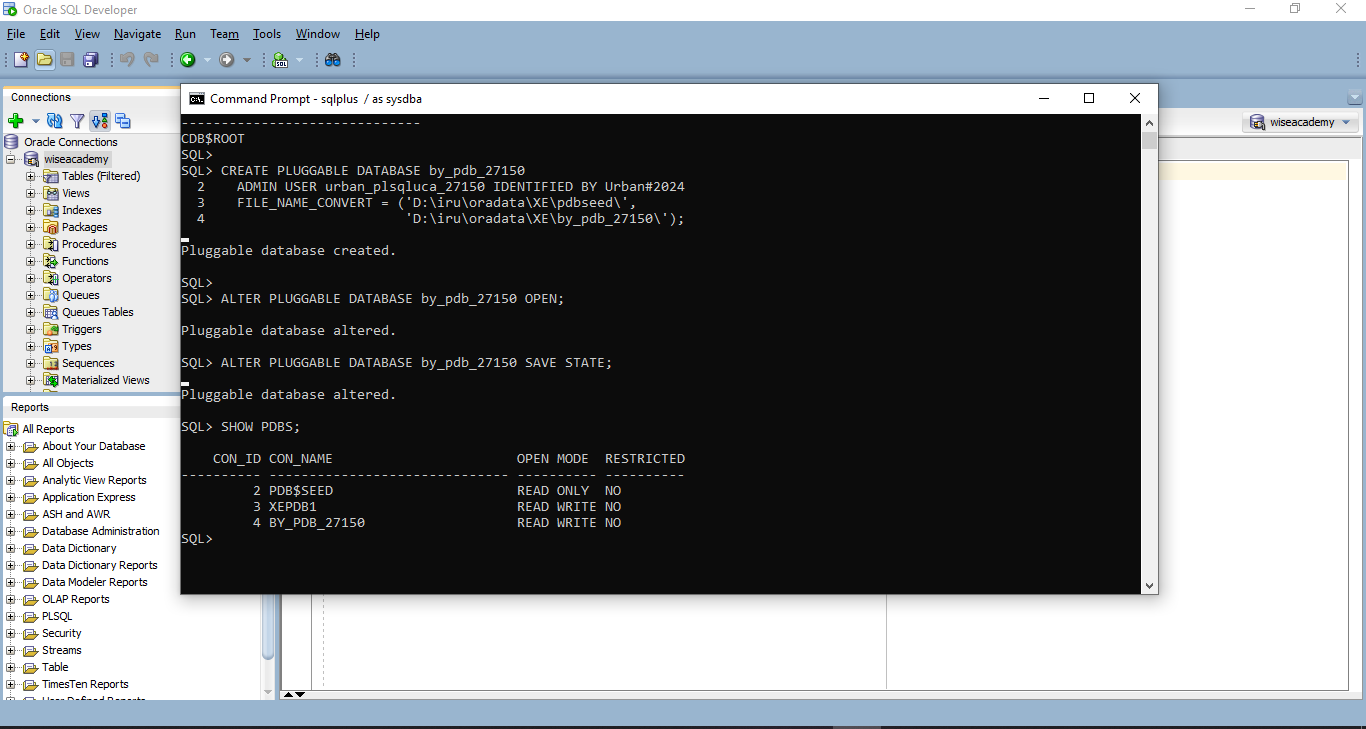 Oracle SQL Developer
File Edit View Navigate Run Team Tools Window Help
Connections
Oracle Connections
wiseacademy
Tables (Filtered)
Views
Indexes
Packages
Procedures
Functions
Operators
Queues
Queues Tables
Triggers
Types
Sequences
Materialized Views
Reports
All Reports
About Your Database
All Objects
Analytic View Reports
Application Express
ASH and AWR
Database Administration
Data Dictionary
Data Dictionary Reports
Data Modeler Reports
OLAP Reports
PLSQL
Security
Streams
Table
TimesTen Reports
User Defined Reports
wiseacademy
Command Prompt - sqlplus / as sysdba
------------------------------
CDB$ROOT
SQL>
SQL> CREATE PLUGGABLE DATABASE by_pdb_27150
2 ADMIN USER urban_plsqluca_27150 IDENTIFIED BY Urban#2024
3 FILE_NAME_CONVERT = ('D:\iru\oradata\XE\pdbseed\',
4 'D:\iru\oradata\XE\by_pdb_27150\');
Pluggable database created.
SQL>
SQL> ALTER PLUGGABLE DATABASE by_pdb_27150 OPEN;
Pluggable database altered.
SQL> ALTER PLUGGABLE DATABASE by_pdb_27150 SAVE STATE;
Pluggable database altered.
SQL> SHOW PDBS;
CON_ID CON_NAME OPEN MODE RESTRICTED
---------- ------------------------------ ---------- ----------
2 PDB$SEED READ ONLY NO
3 XEPDB1 READ WRITE NO
4 BY_PDB_27150 READ WRITE NO
SQL>